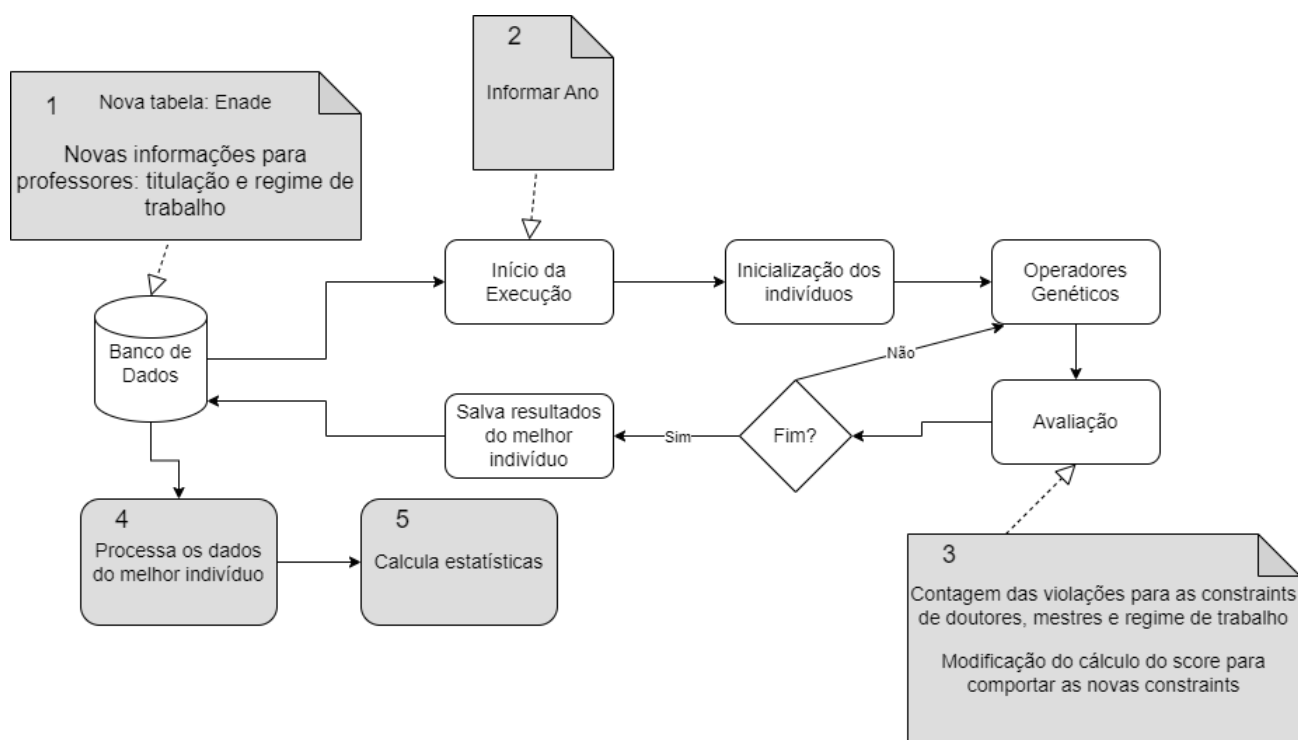 1
Nova tabela: Enade
Novas informações para
professores: titulação e regime de
trabalho
2
Informar Ano
Início da
Execução
Inicialização dos
indivíduos
Operadores
Genéticos
Banco de
Dados
Não
Salva resultados
do melhor
indivíduo
Sim
Fim?
Avaliação
4
Processa os dados
do melhor indivíduo
5
Calcula estatísticas
3
Contagem das violações para as constraints
de doutores, mestres e regime de trabalho
Modificação do cálculo do score para
comportar as novas constraints